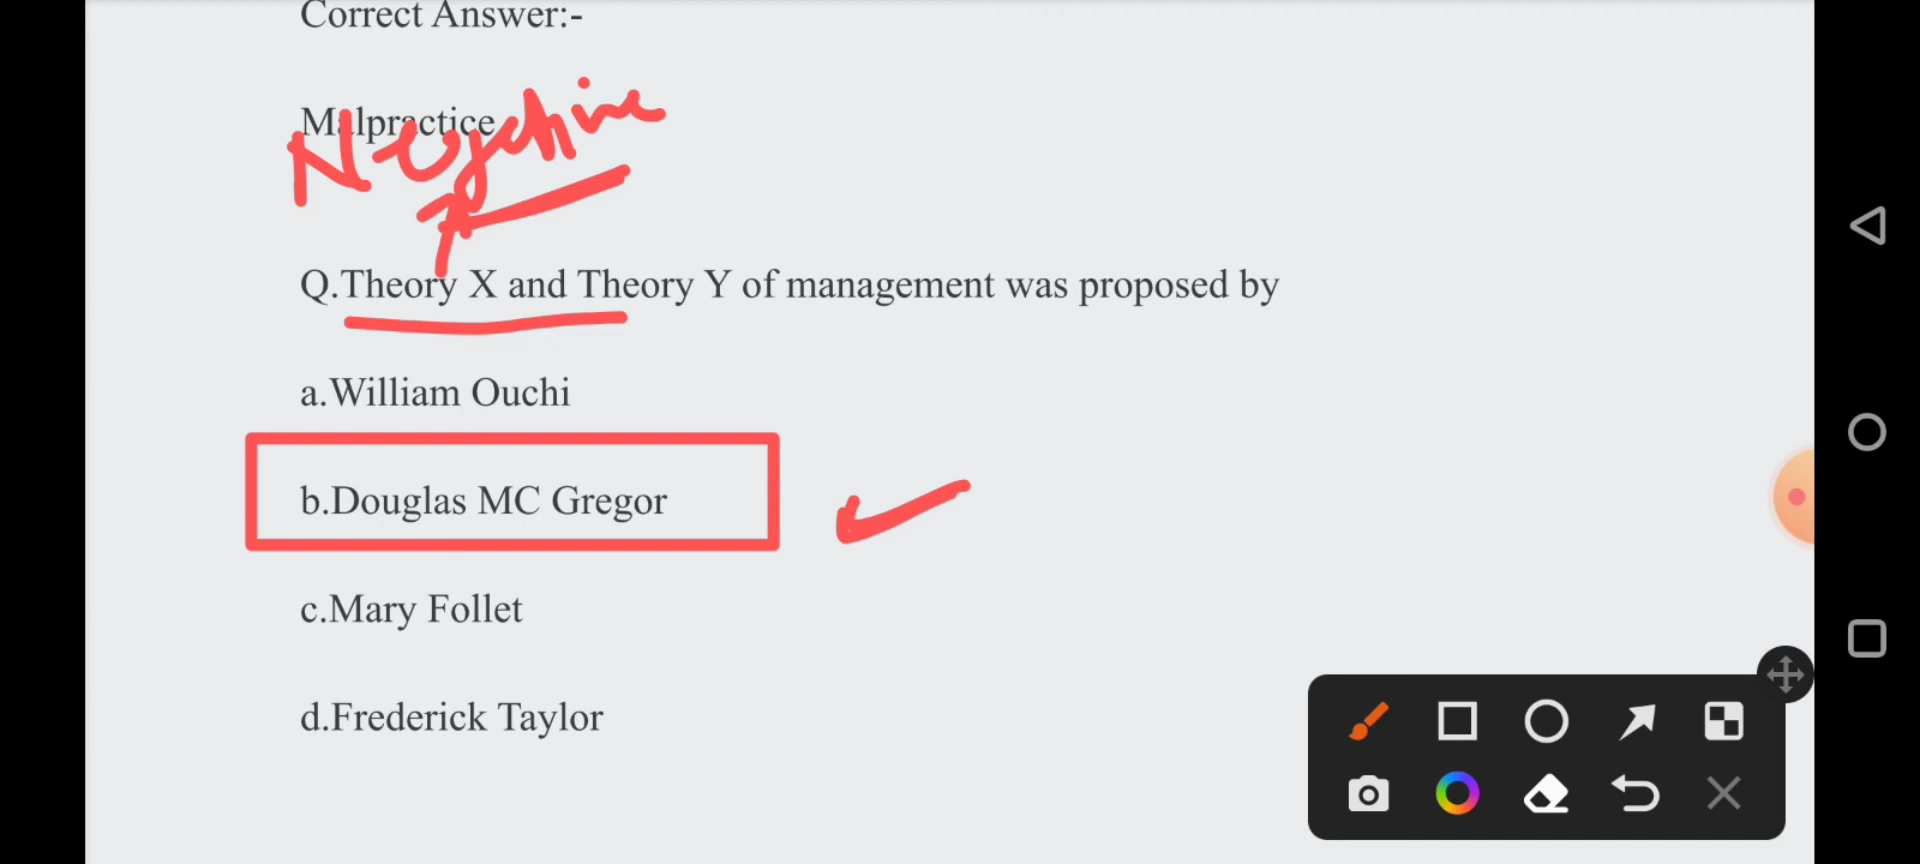 Correct Answer:-
Malpractice
Negative
Q.Theory X and Theory Y of management was proposed by
a.William Ouchi
b.Douglas MC Gregor
c.Mary Follet
d.Frederick Taylor